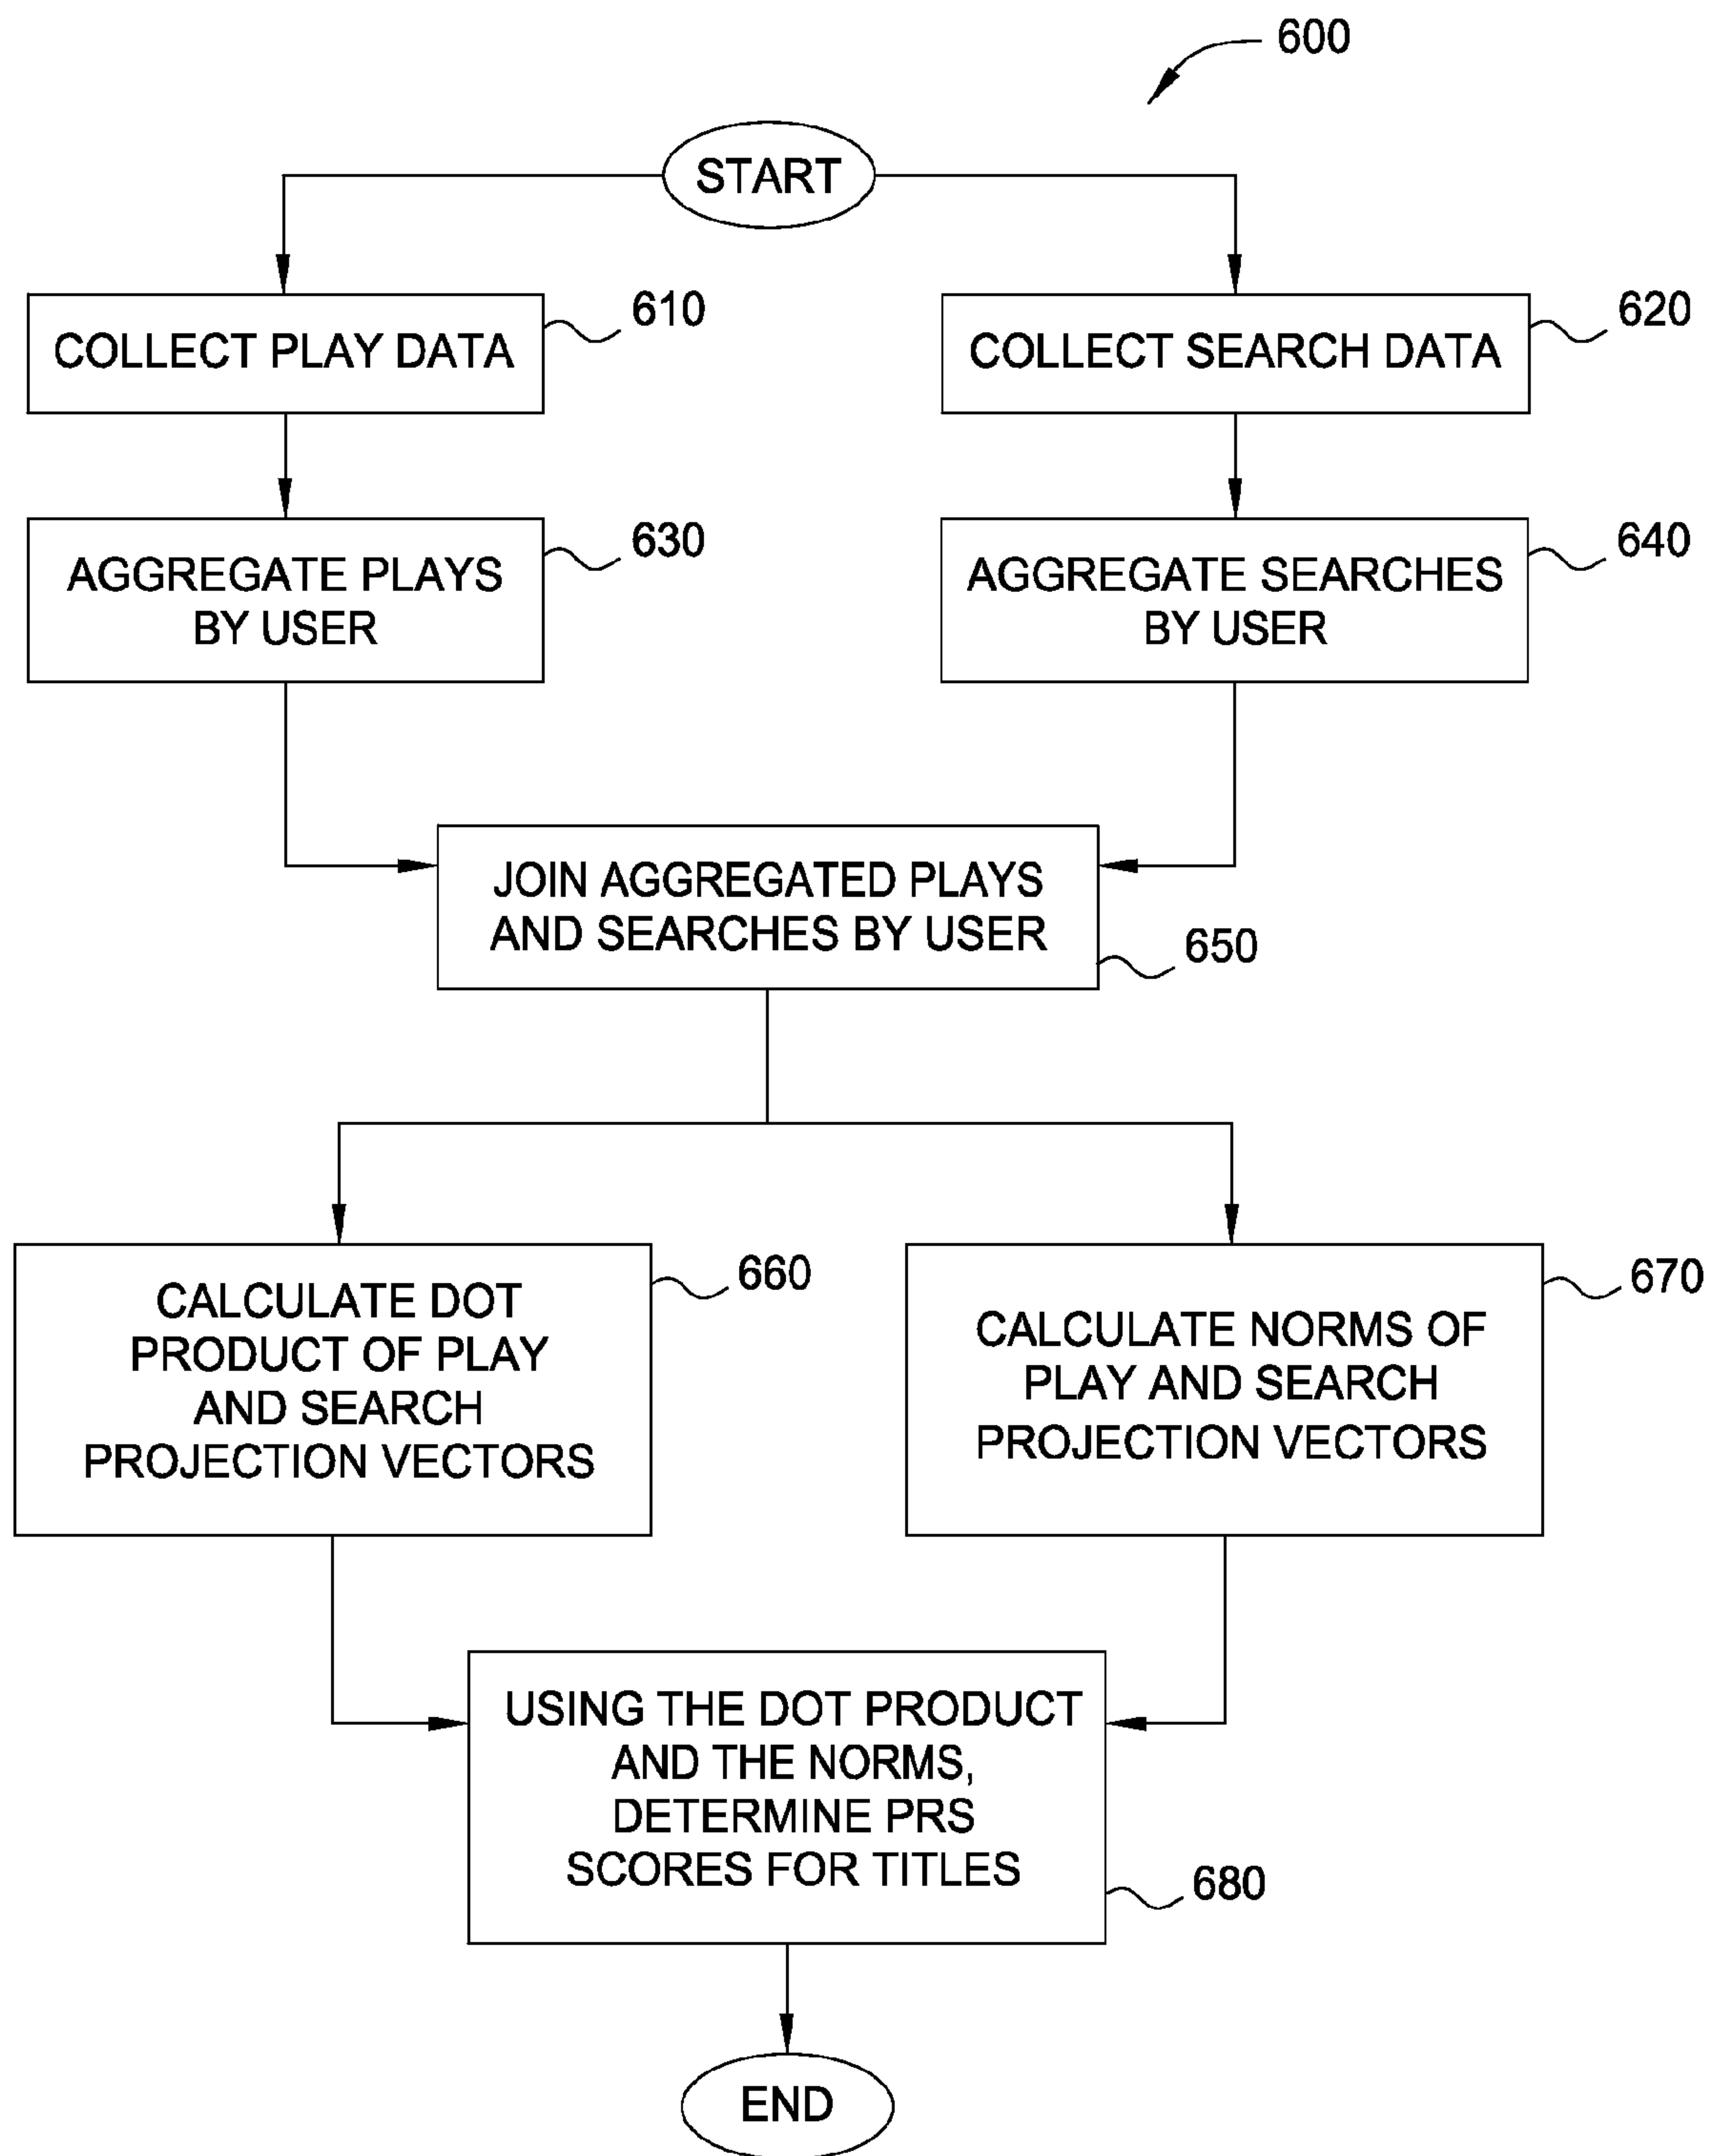 600
START
COLLECT PLAY DATA
610
COLLECT SEARCH DATA
620
AGGREGATE PLAYS
BY USER
630
AGGREGATE SEARCHES
BY USER
640
JOIN AGGREGATED PLAYS
AND SEARCHES BY USER
650
CALCULATE DOT
PRODUCT OF PLAY
AND SEARCH
PROJECTION VECTORS
660
CALCULATE NORMS OF
PLAY AND SEARCH
PROJECTION VECTORS
670
USING THE DOT PRODUCT
AND THE NORMS,
DETERMINE PRS
SCORES FOR TITLES
680
END